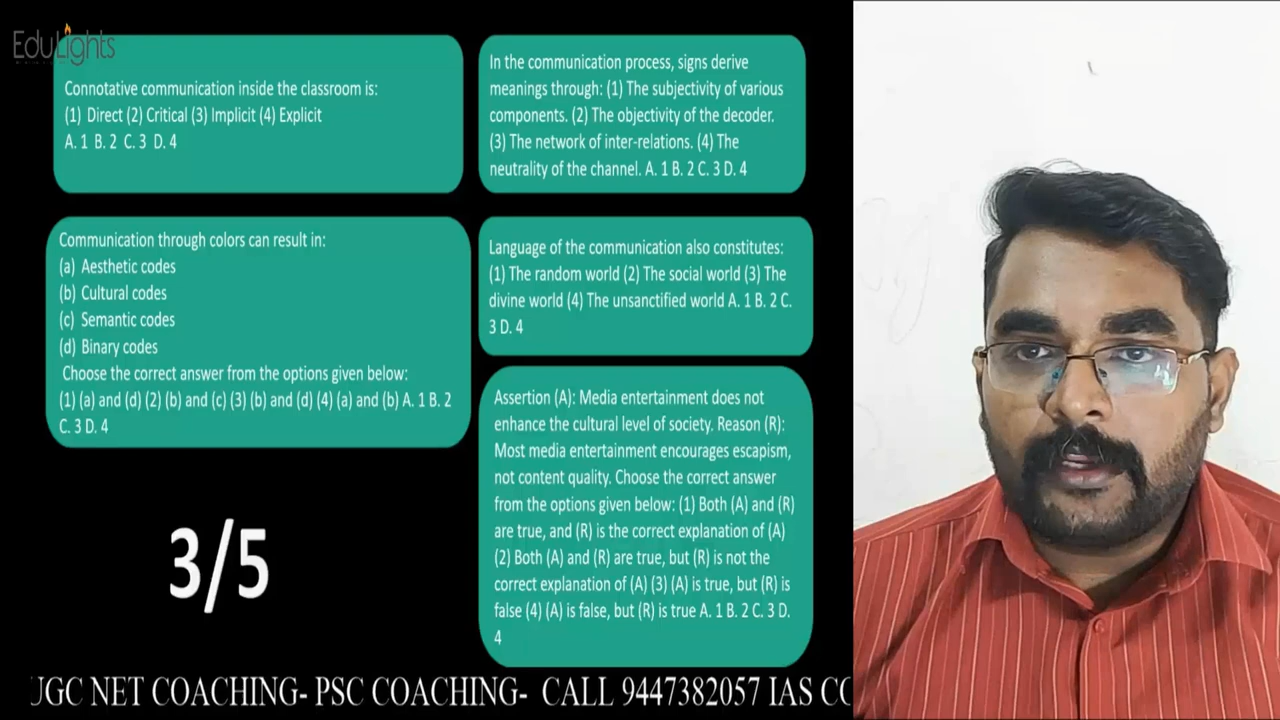 EduLights
Connotative communication inside the classroom is:
(1) Direct (2) Critical (3) Implicit (4) Explicit
A. 1 B. 2 C. 3 D. 4
In the communication process, signs derive
meanings through: (1) The subjectivity of various
components. (2) The objectivity of the decoder.
(3) The network of inter-relations. (4) The
neutrality of the channel. A. 1 B. 2 C. 3 D. 4
Communication through colors can result in:
(a) Aesthetic codes
(b) Cultural codes
(c) Semantic codes
(d) Binary codes
Choose the correct answer from the options given below:
(1) (a) and (d) (2) (b) and (c) (3) (b) and (d) (4) (a) and (b) A. 1 B. 2
C. 3 D. 4
Language of the communication also constitutes:
(1) The random world (2) The social world (3) The
divine world (4) The unsanctified world A. 1 B. 2 C.
3 D. 4
Assertion (A): Media entertainment does not
enhance the cultural level of society. Reason (R):
Most media entertainment encourages escapism,
not content quality. Choose the correct answer
from the options given below: (1) Both (A) and (R)
are true, and (R) is the correct explanation of (A)
(2) Both (A) and (R) are true, but (R) is not the
correct explanation of (A) (3) (A) is true, but (R) is
false (4) (A) is false, but (R) is true A. 1 B. 2 C. 3 D.
4
3/5
UGC NET COACHING- PSC COACHING- CALL 9447382057 IAS CO